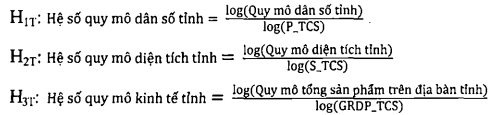 H₁T: Hệ số quy mô dân số tỉnh = log(Quy mô dân số tỉnh) / log(P_TCS)
H₂T: Hệ số quy mô diện tích tỉnh = log(Quy mô diện tích tỉnh) / log(S_TCS)
H₃T: Hệ số quy mô kinh tế tỉnh = log(Quy mô tổng sản phẩm trên địa bàn tỉnh) / log(GRDP_TCS)